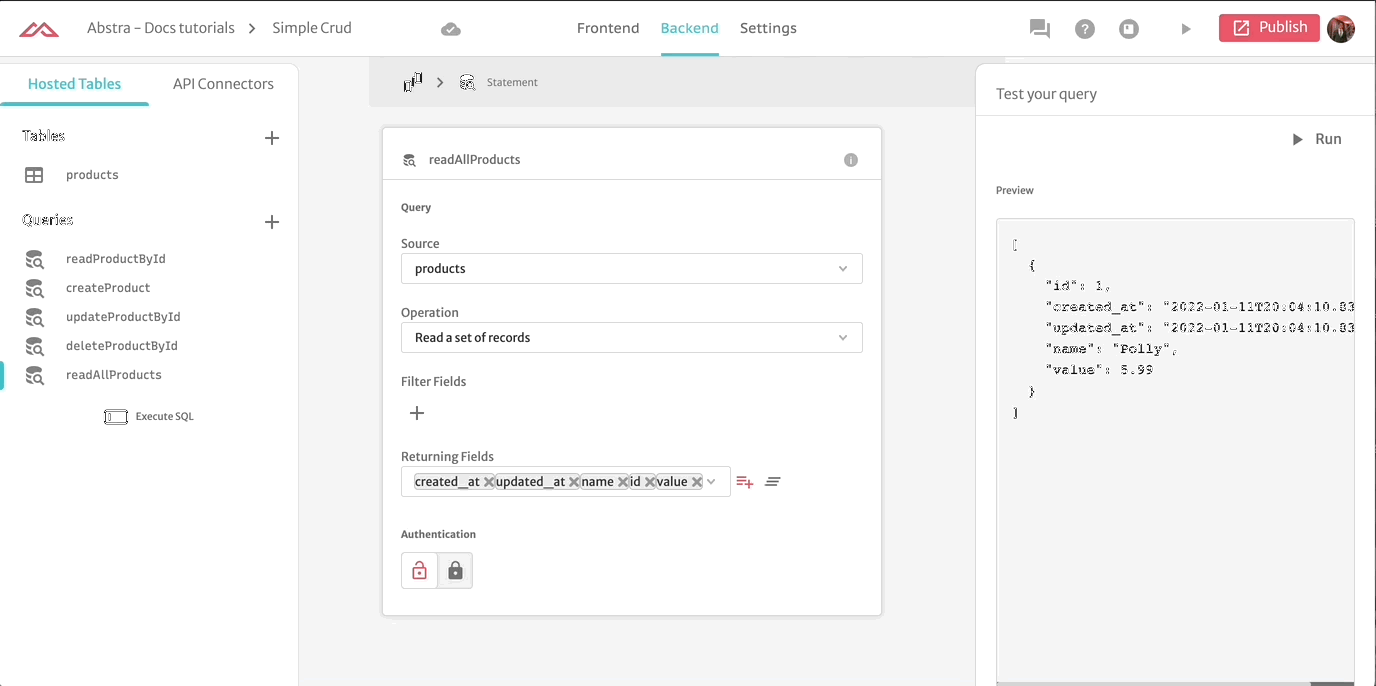 Abstra – Docs tutorials > Simple Crud
Frontend Backend Settings
Publish
Hosted Tables API Connectors
Tables
products
Queries
readProductById
createProduct
updateProductById
deleteProductById
readAllProducts
Execute SQL
Statement
readAllProducts
Query
Source
products
Operation
Read a set of records
Filter Fields
Returning Fields
created_at updated_at name id value
Authentication
Test your query
Run
Preview
[
{
"id": 1,
"created_at": "2022-01-11T20:04:10.83
"updated_at": "2022-01-11T20:04:10.83
"name": "Polly",
"value": 5.99
}
]